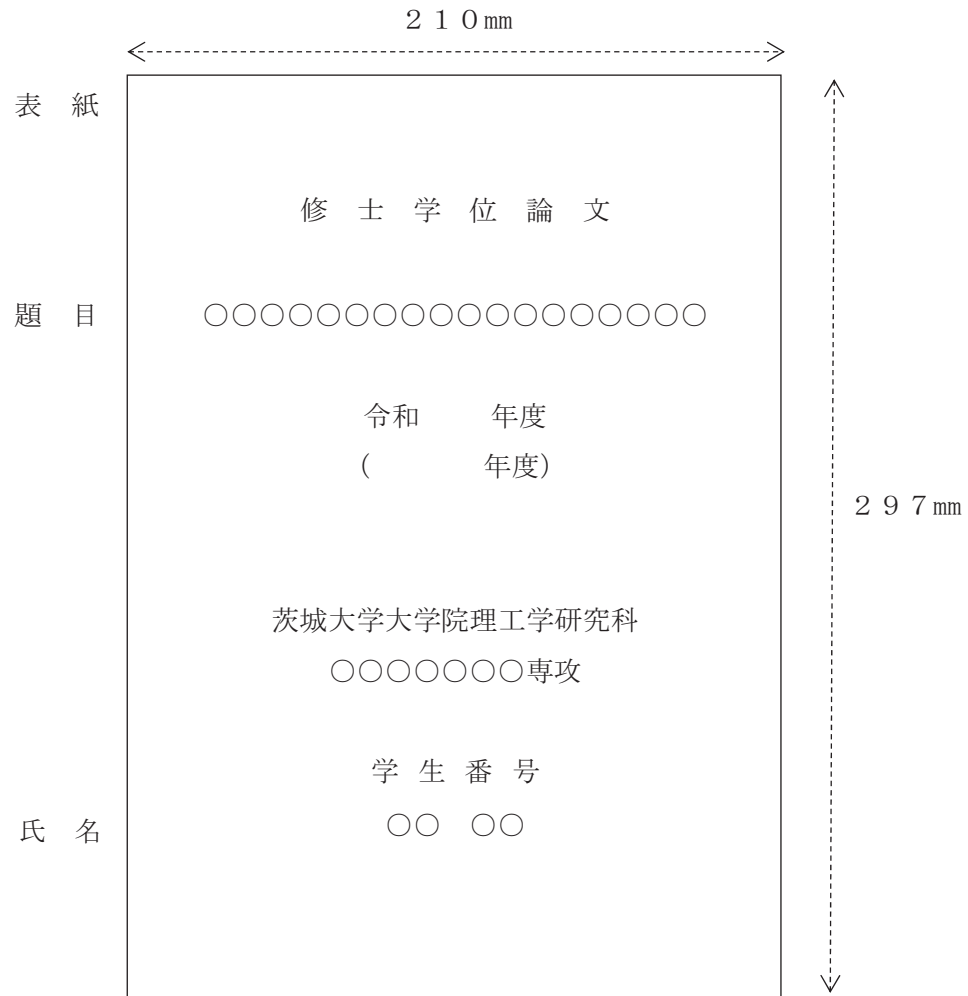 ２１０㎜
表　紙
修　士　学　位　論　文
題　目
○○○○○○○○○○○○○○○○○○
令和　　年度
(　　　　年度)
２９７㎜
茨城大学大学院理工学研究科
○○○○○○○専攻
学 生 番 号
氏　名
○○　○○